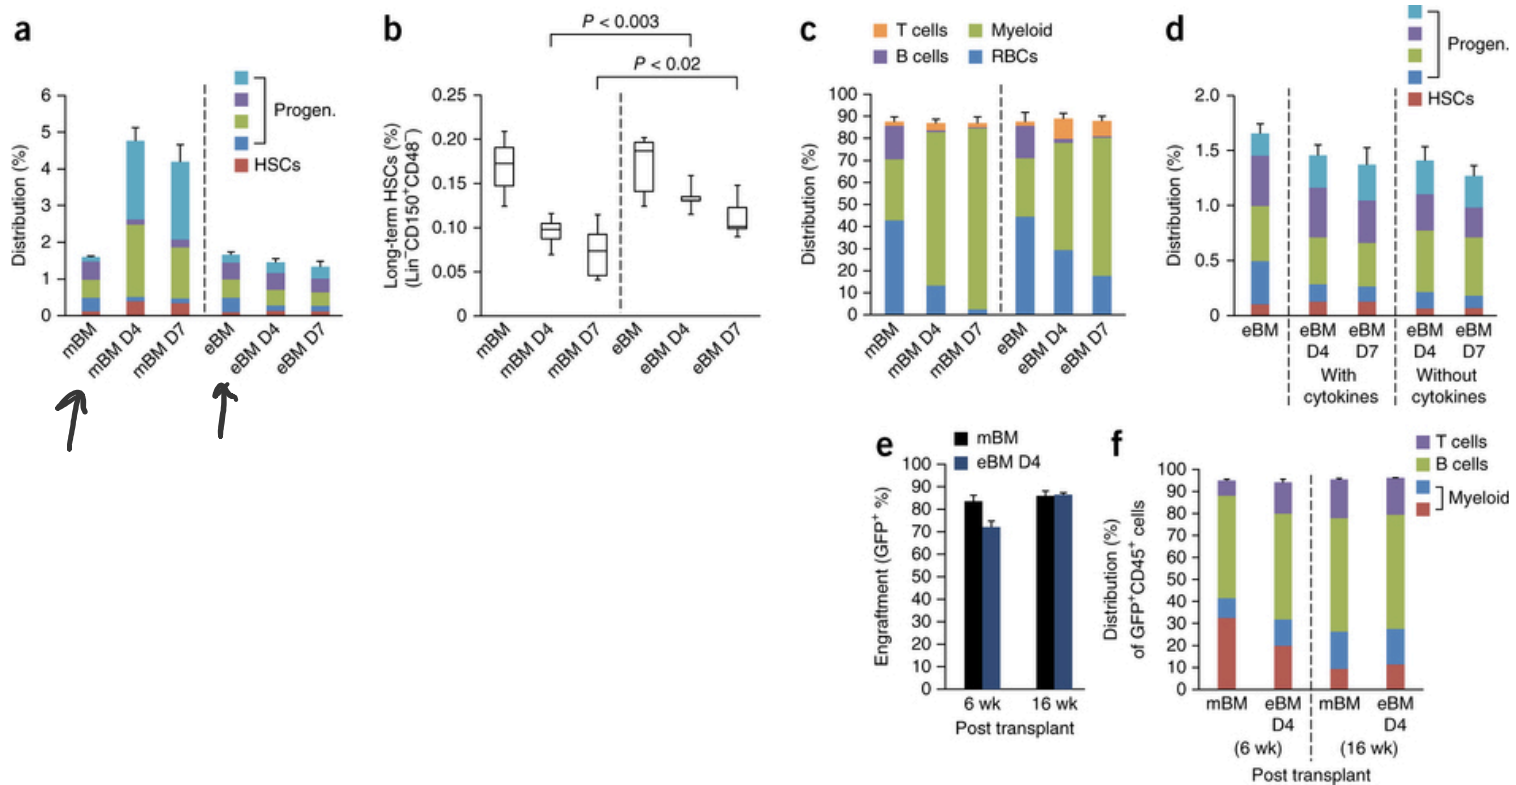 a
Progen.
HSCs
Distribution (%)
6
5
4
3
2
1
0
mBM
mBM D4
mBM D7
eBM
eBM D4
eBM D7
b
P < 0.003
P < 0.02
Long-term HSCs (%)
(Lin⁻CD150⁺CD48⁻)
0.25
0.20
0.15
0.10
0.05
0
mBM
mBM D4
mBM D7
eBM
eBM D4
eBM D7
c
T cells
Myeloid
B cells
RBCs
Distribution (%)
100
90
80
70
60
50
40
30
20
10
0
mBM
mBM D4
mBM D7
eBM
eBM D4
eBM D7
d
Progen.
HSCs
Distribution (%)
2.0
1.5
1.0
0.5
0
eBM
eBM D4
eBM D7
With cytokines
eBM D4
eBM D7
Without cytokines
e
mBM
eBM D4
Engraftment (GFP⁺ %)
100
90
80
70
60
50
40
30
20
10
0
6 wk
16 wk
Post transplant
f
T cells
B cells
Myeloid
Distribution (%)
of GFP⁺CD45⁺ cells
100
90
80
70
60
50
40
30
20
10
0
mBM
eBM D4
(6 wk)
mBM
eBM D4
(16 wk)
Post transplant